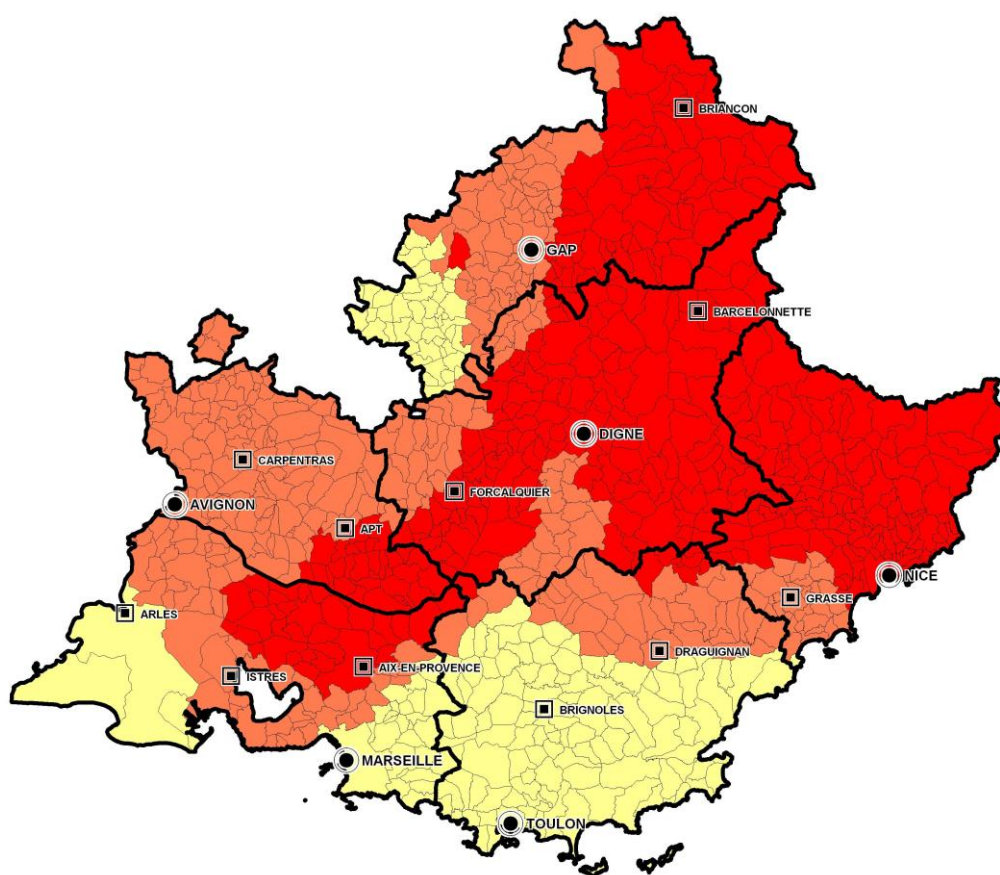 BRIANCON
GAP
BARCELONNETTE
DIGNE
CARPENTRAS
FORCALQUIER
AVIGNON
APT
NICE
GRASSE
ARLES
DRAGUIGNAN
AIX-EN-PROVENCE
ISTRES
BRIGNOLES
MARSEILLE
TOULON